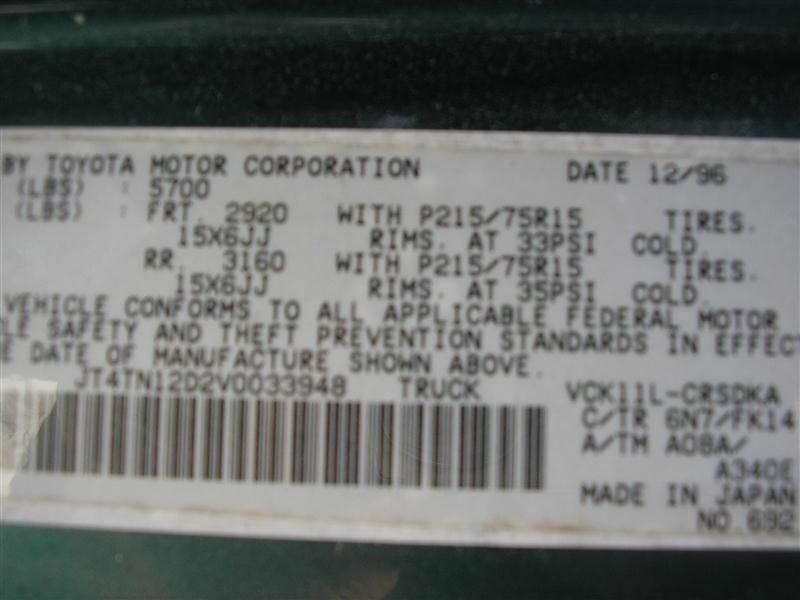 BY TOYOTA MOTOR CORPORATION DATE 12/96
(LBS) : 5700
(LBS) : FRT. 2920 WITH P215/75R15 TIRES.
15X6JJ RIMS. AT 33PSI COLD.
RR. 3160 WITH P215/75R15 TIRES.
15X6JJ RIMS. AT 35PSI COLD.
VEHICLE CONFORMS TO ALL APPLICABLE FEDERAL MOTOR
LE SAFETY AND THEFT PREVENTION STANDARDS IN EFFECT
E DATE OF MANUFACTURE SHOWN ABOVE.
JT4TN12D2V0033948 TRUCK VCK11L-CRSDKA
C/TR 6N7/FK14
A/TM A08A/
A340E
MADE IN JAPAN
NO.692